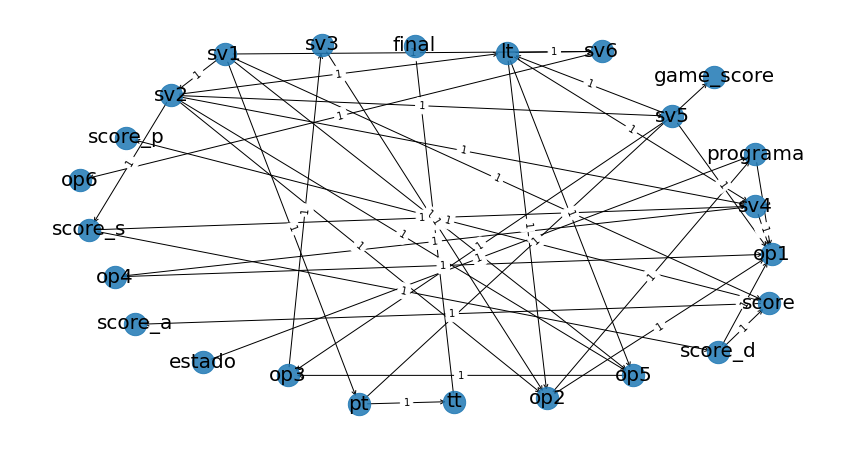 final
sv3
lt
sv6
sv1
1
1
game_score
1
sv2
1
1
sv5
score_p
1
programa
1
1
op6
1
1
sv4
1
1
1
1
score_s
1
1
1
1
1
1
1
1
op1
1
1
op4
1
1
score
1
score_a
1
1
1
score_d
estado
op3
1
op5
pt
1
tt
op2